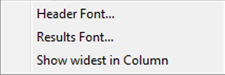 Header Font...
Results Font...
Show widest in Column